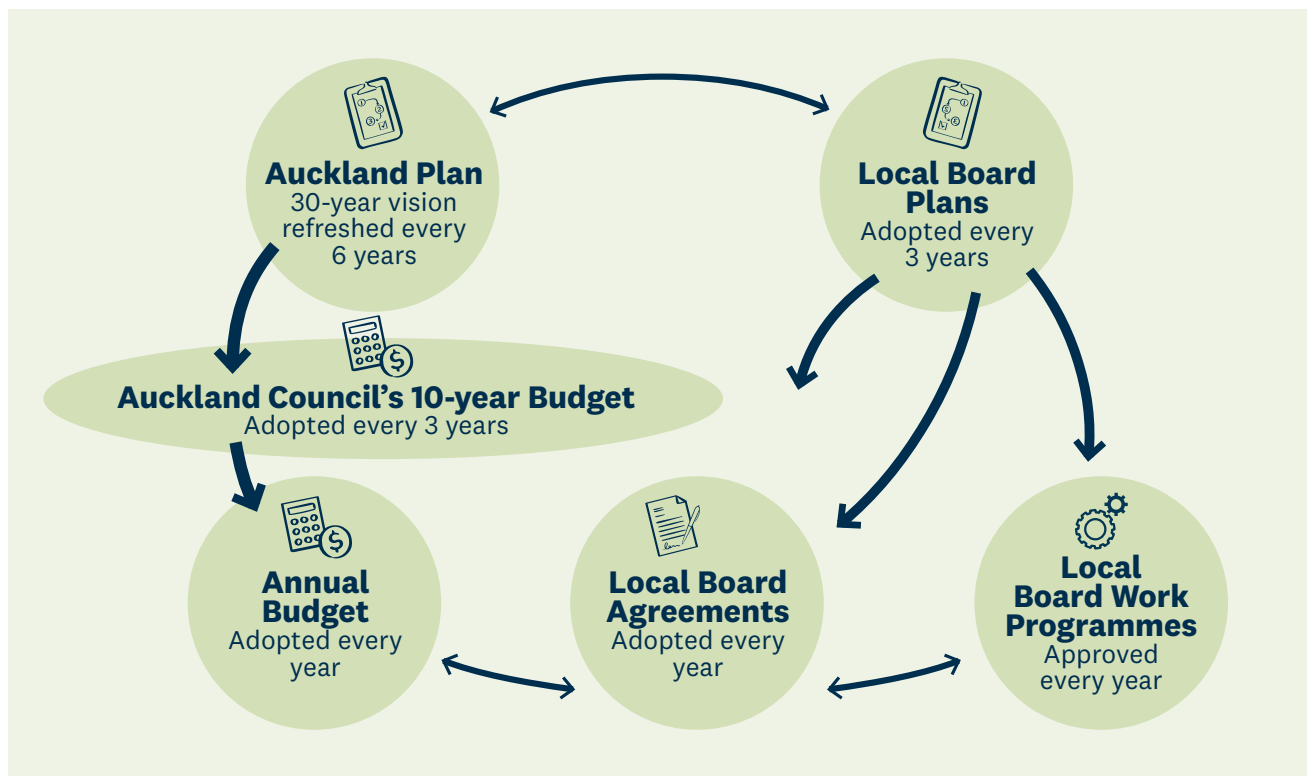 Auckland Plan
30-year vision
refreshed every
6 years
Local Board
Plans
Adopted every
3 years
Auckland Council’s 10-year Budget
Adopted every 3 years
Annual
Budget
Adopted every
year
Local Board
Agreements
Adopted every
year
Local
Board Work
Programmes
Approved
every year